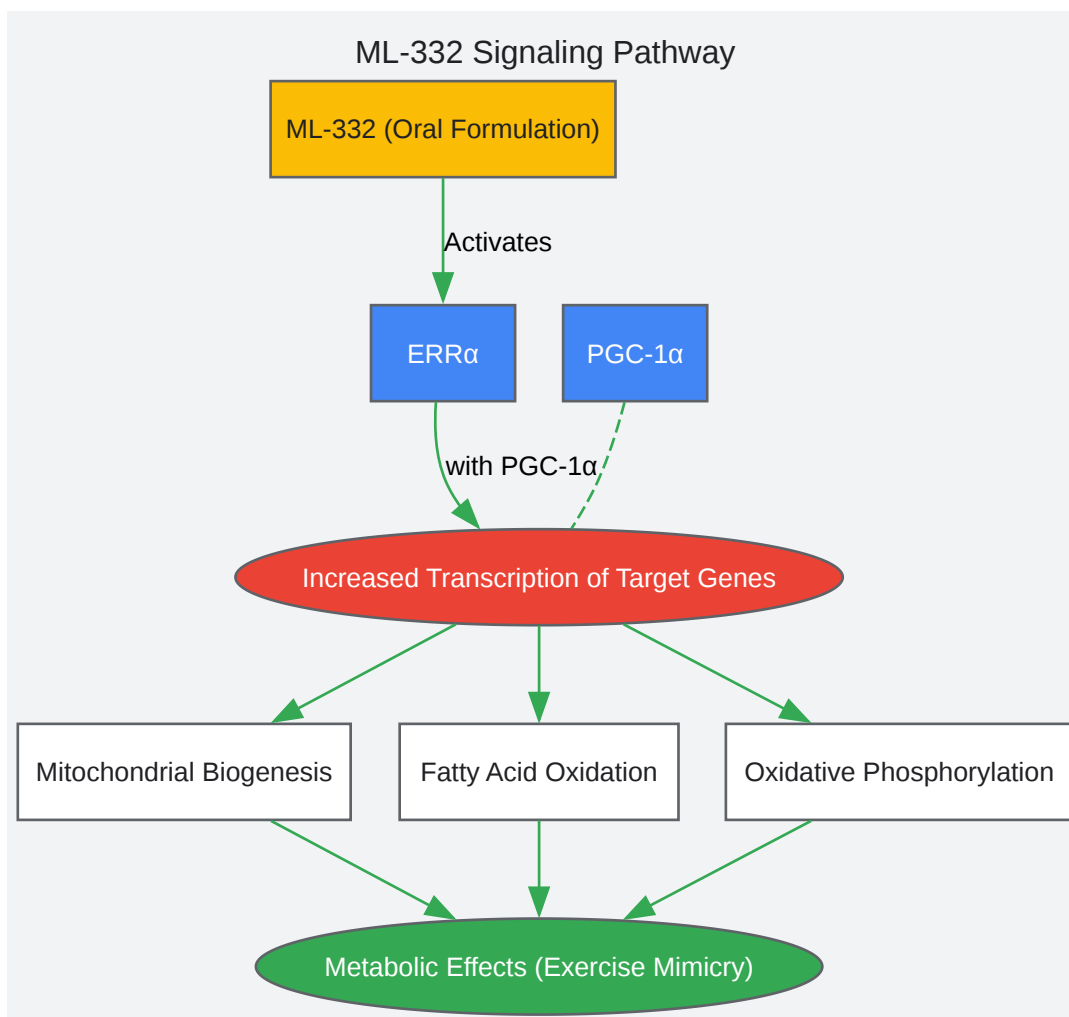 ML-332 Signaling Pathway
ML-332 (Oral Formulation)
Activates
ERRα
PGC-1α
with PGC-1α
Increased Transcription of Target Genes
Mitochondrial Biogenesis
Fatty Acid Oxidation
Oxidative Phosphorylation
Metabolic Effects (Exercise Mimicry)